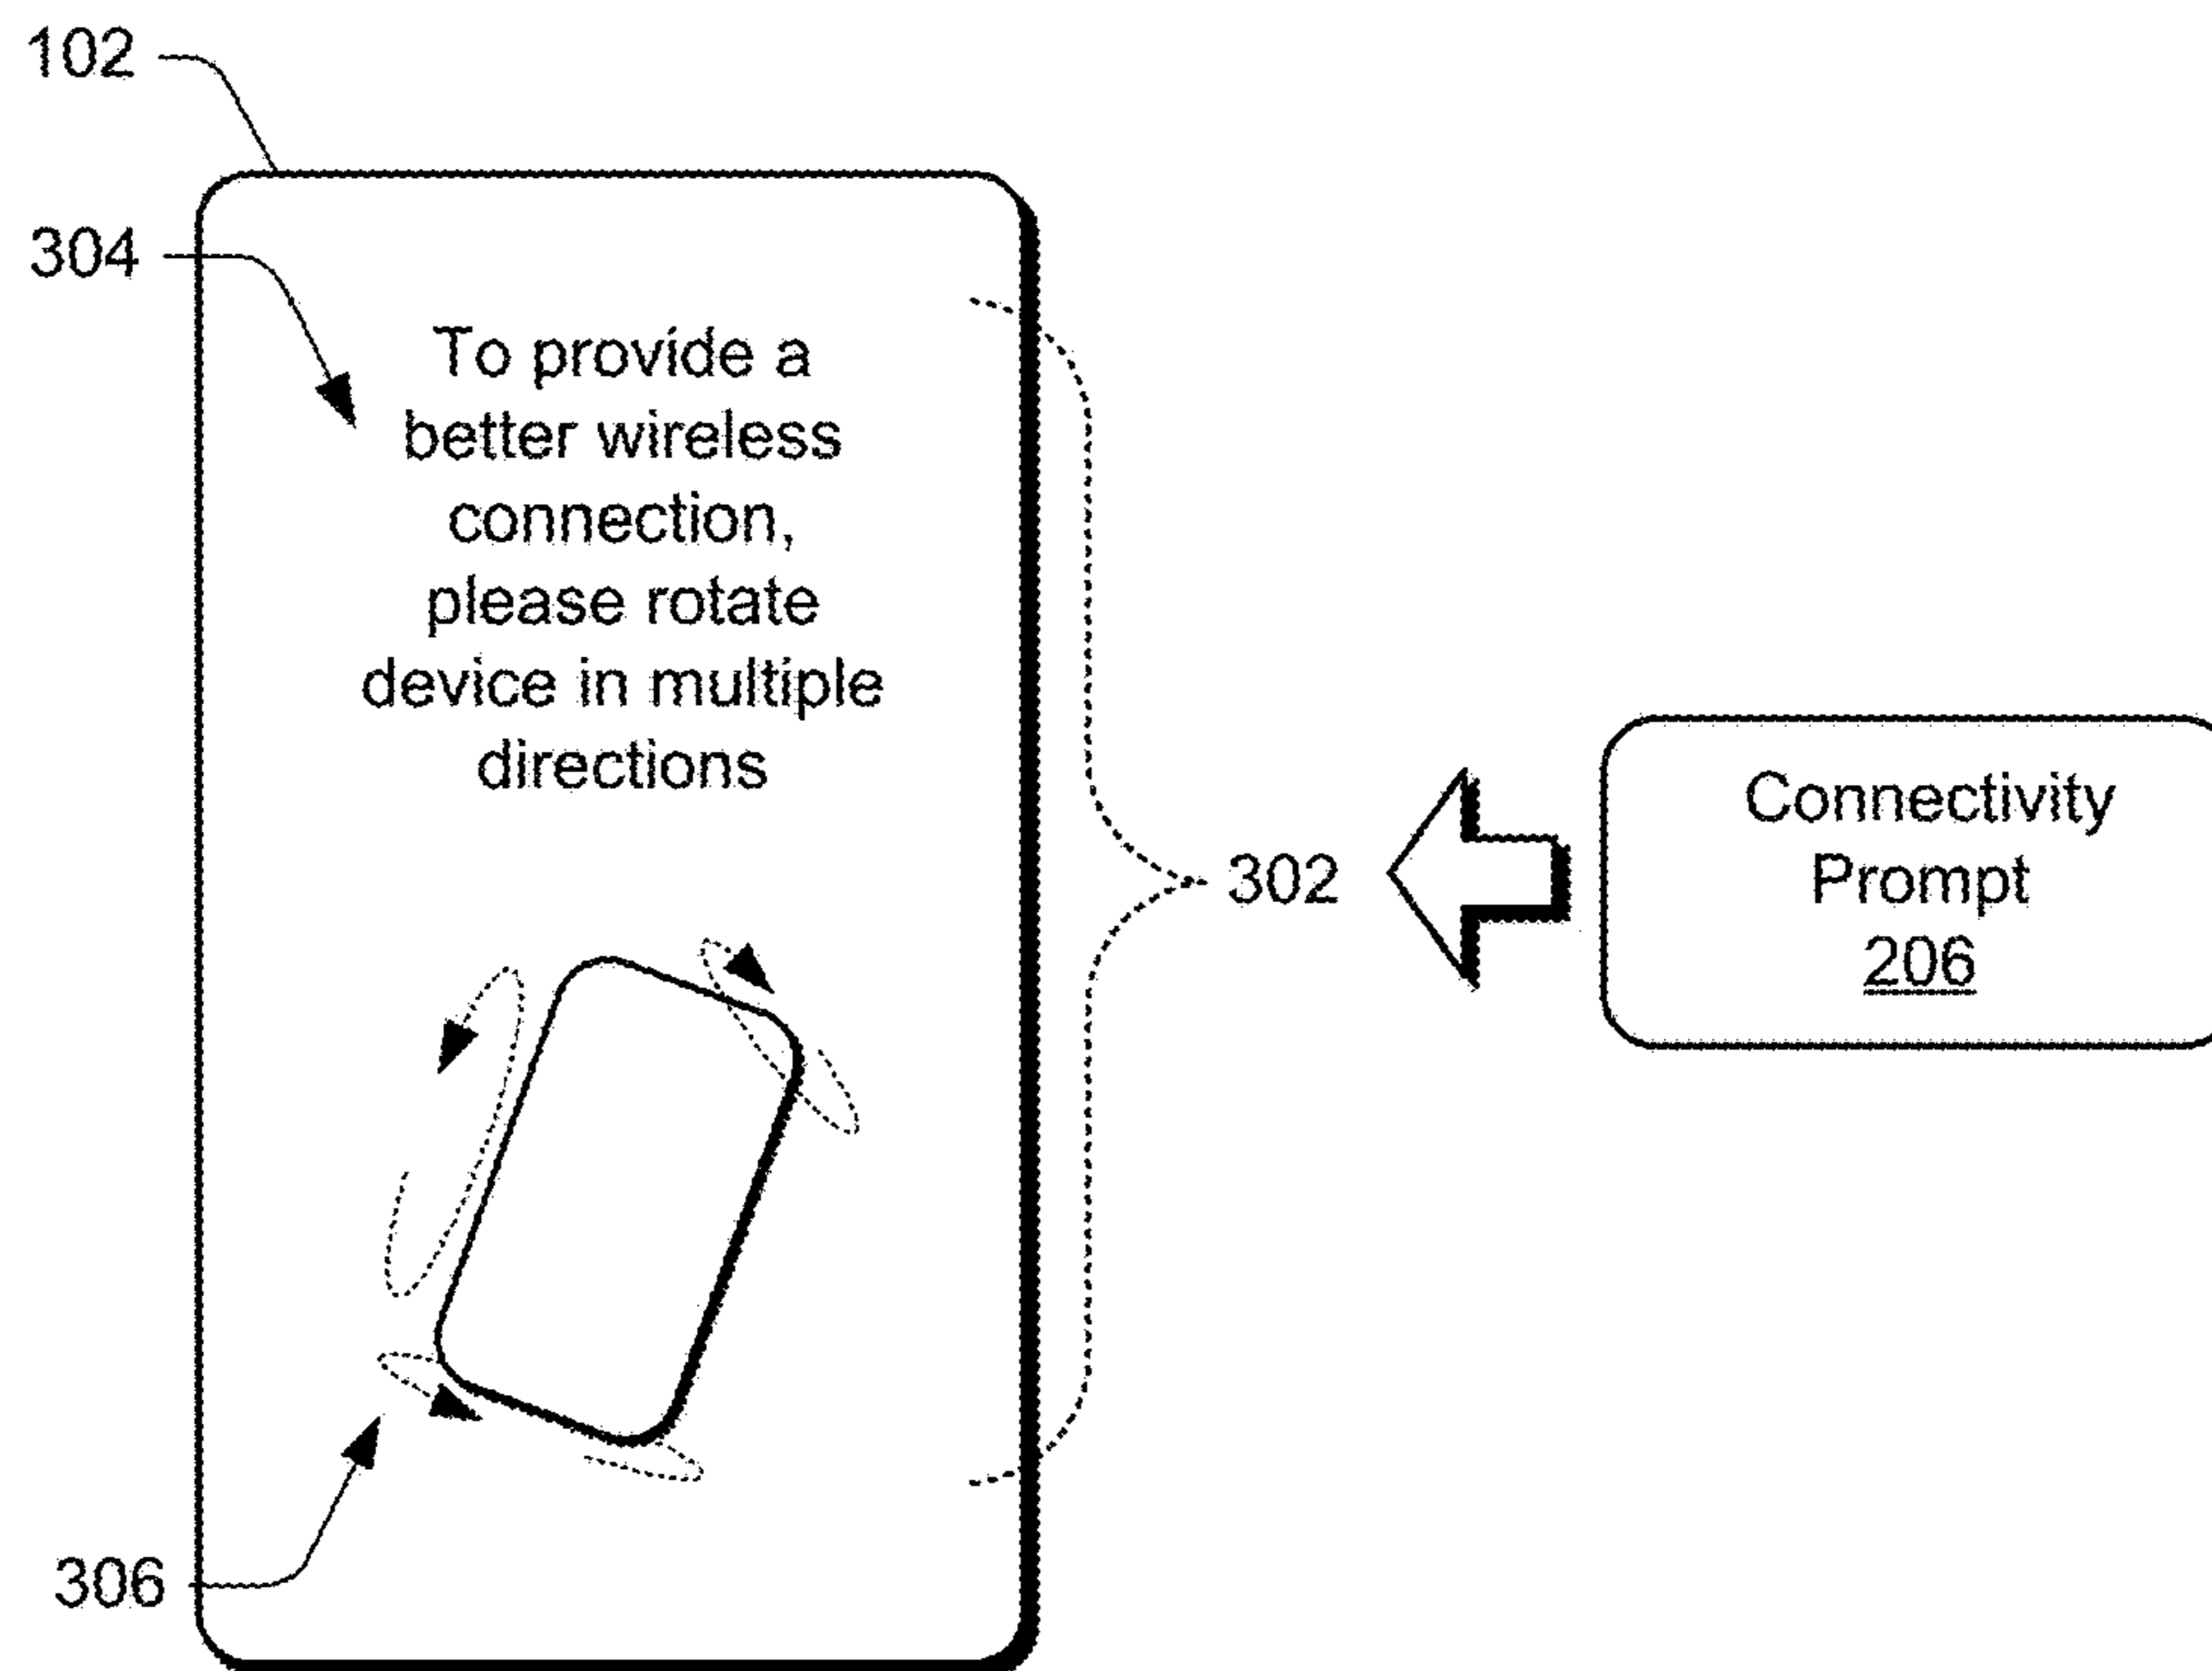 102
304
To provide a
better wireless
connection,
please rotate
device in multiple
directions
302
Connectivity
Prompt
206
306